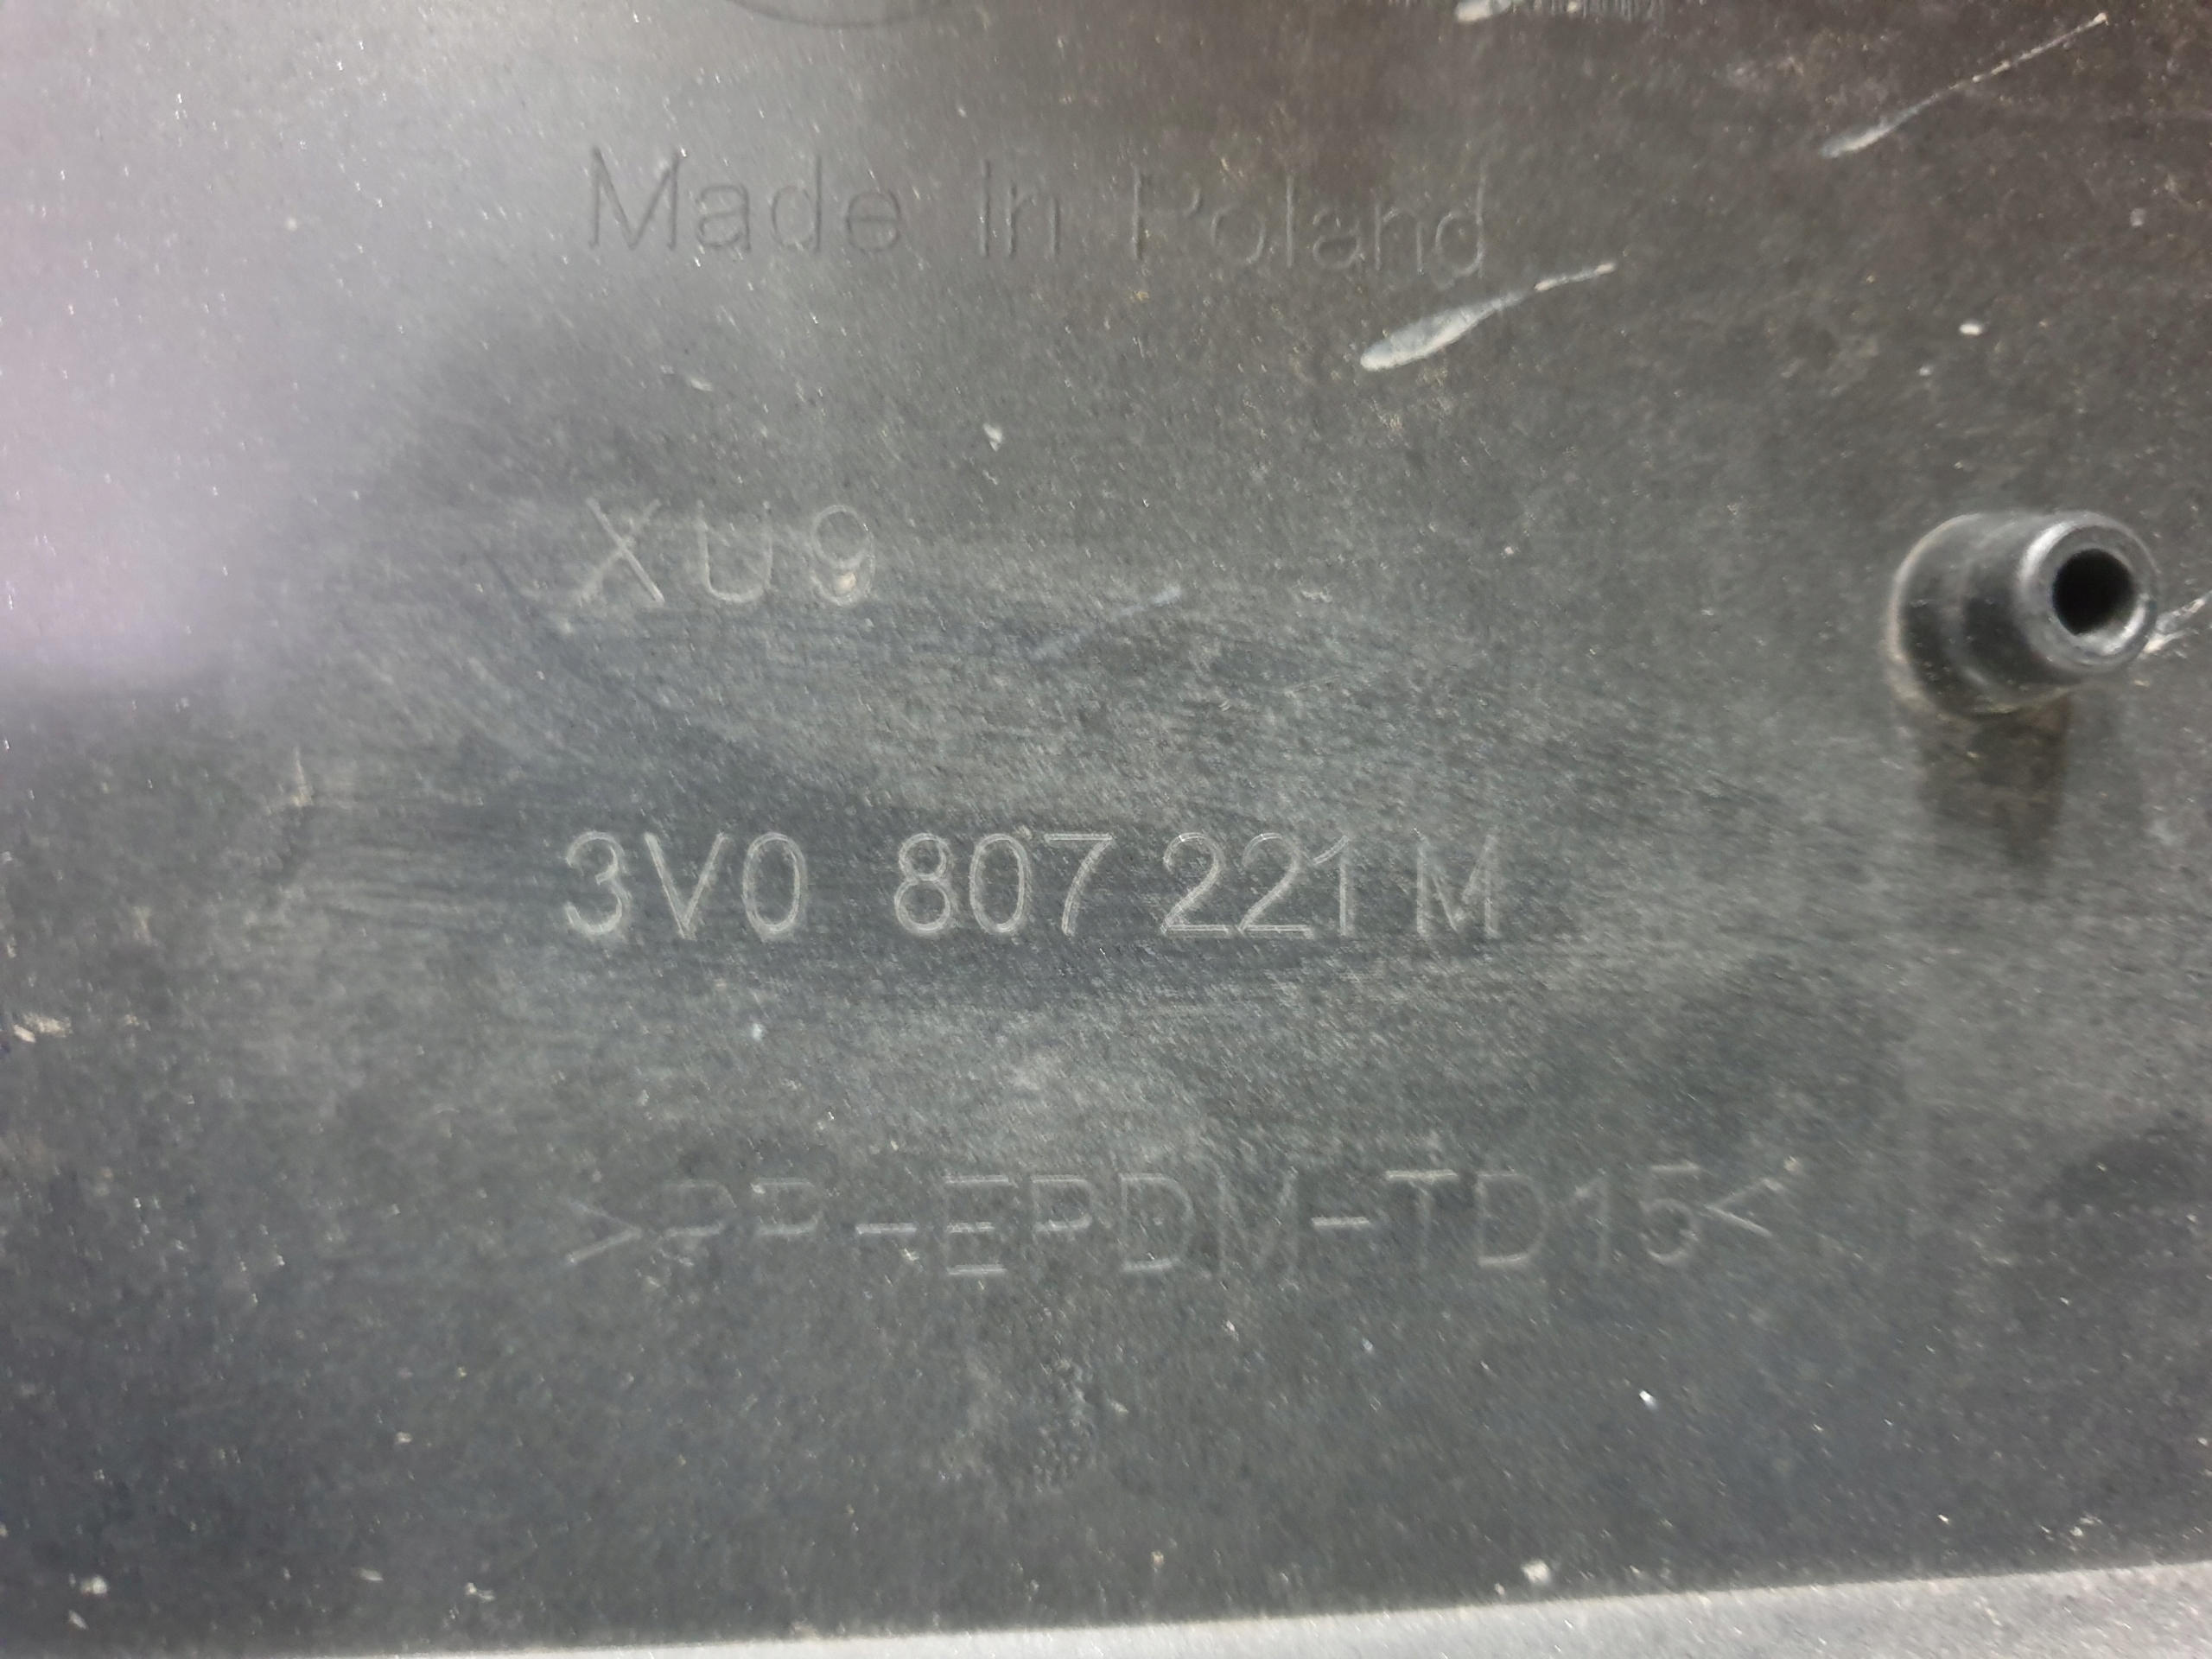 Made In Poland
XU9
3V0 807 221 M
>PP-EPDM-TD15<